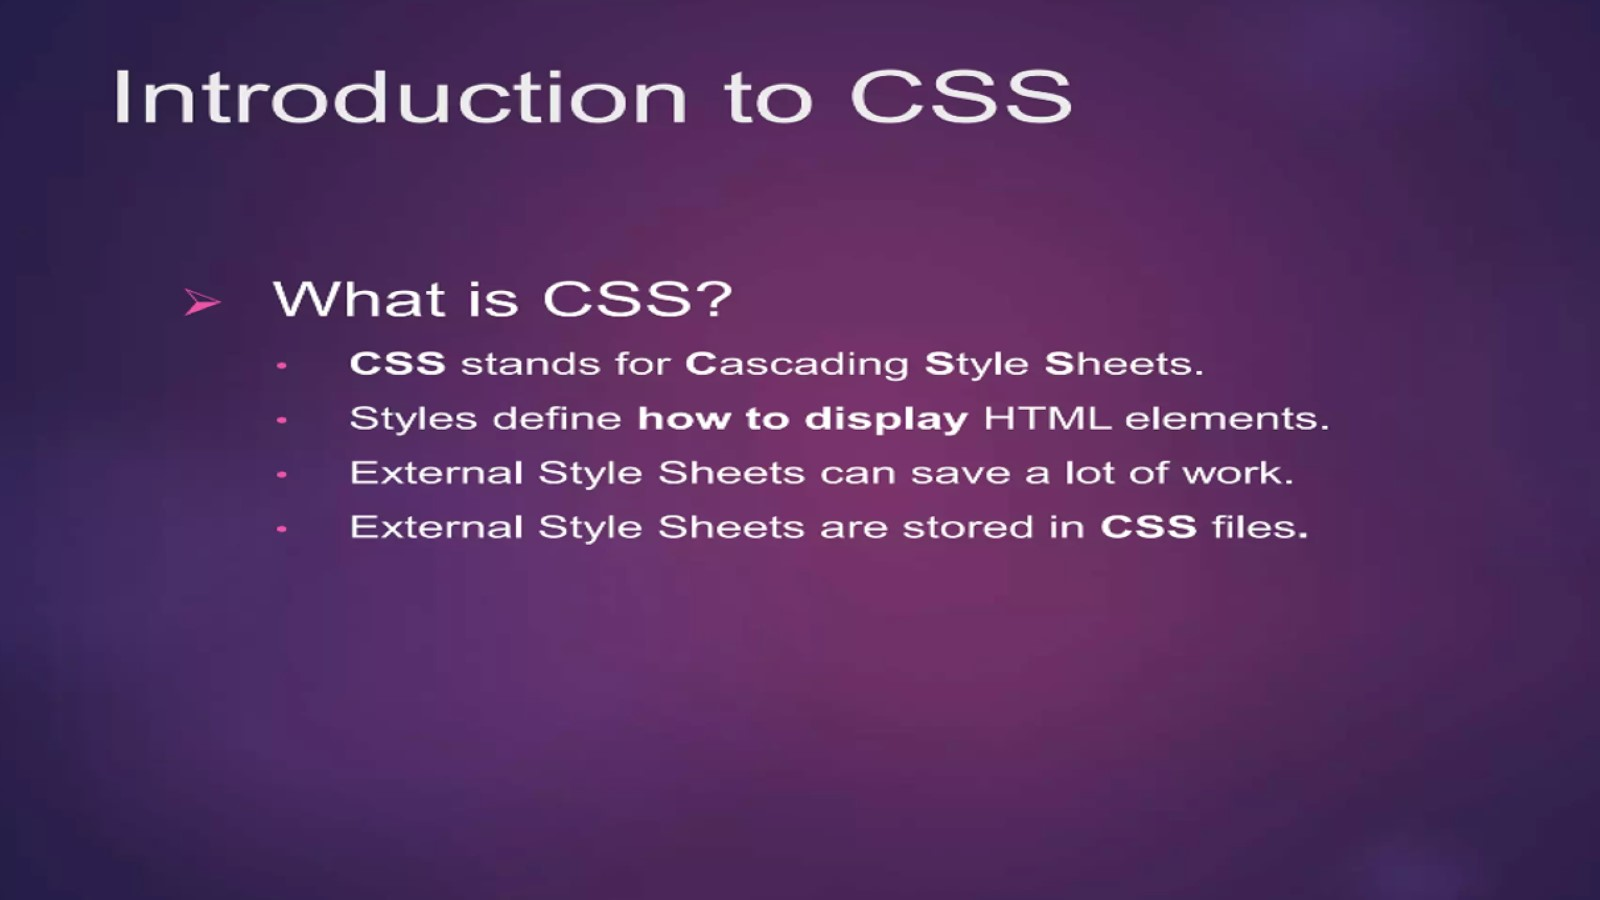 Introduction to CSS
➢ What is CSS?
• CSS stands for Cascading Style Sheets.
• Styles define how to display HTML elements.
• External Style Sheets can save a lot of work.
• External Style Sheets are stored in CSS files.